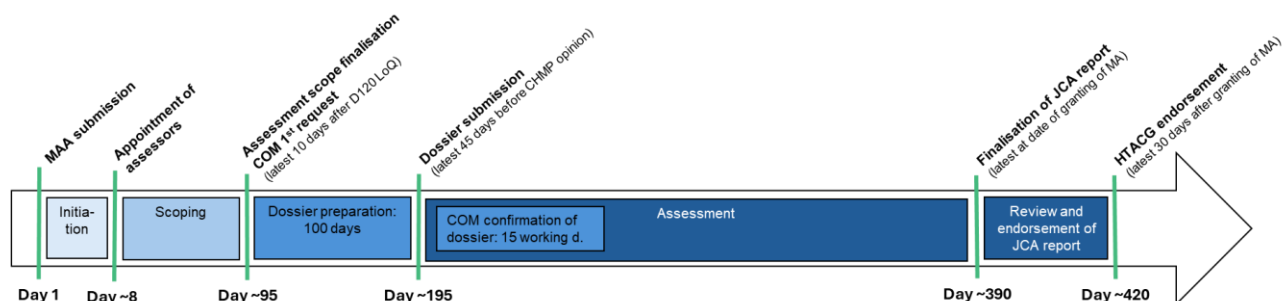 MAA submission
Appointment of
assessors
Assessment scope finalisation
COM 1st request
(latest 10 days after D120 LoQ)
Dossier submission
(latest 45 days before CHMP opinion)
Finalisation of JCA report
(latest at date of granting of MA)
HTACG endorsement
(latest 30 days after granting of MA)
Initia-
tion
Scoping
Dossier preparation:
100 days
COM confirmation of
dossier: 15 working d.
Assessment
Review and
endorsement of
JCA report
Day 1
Day ~8
Day ~95
Day ~195
Day ~390
Day ~420